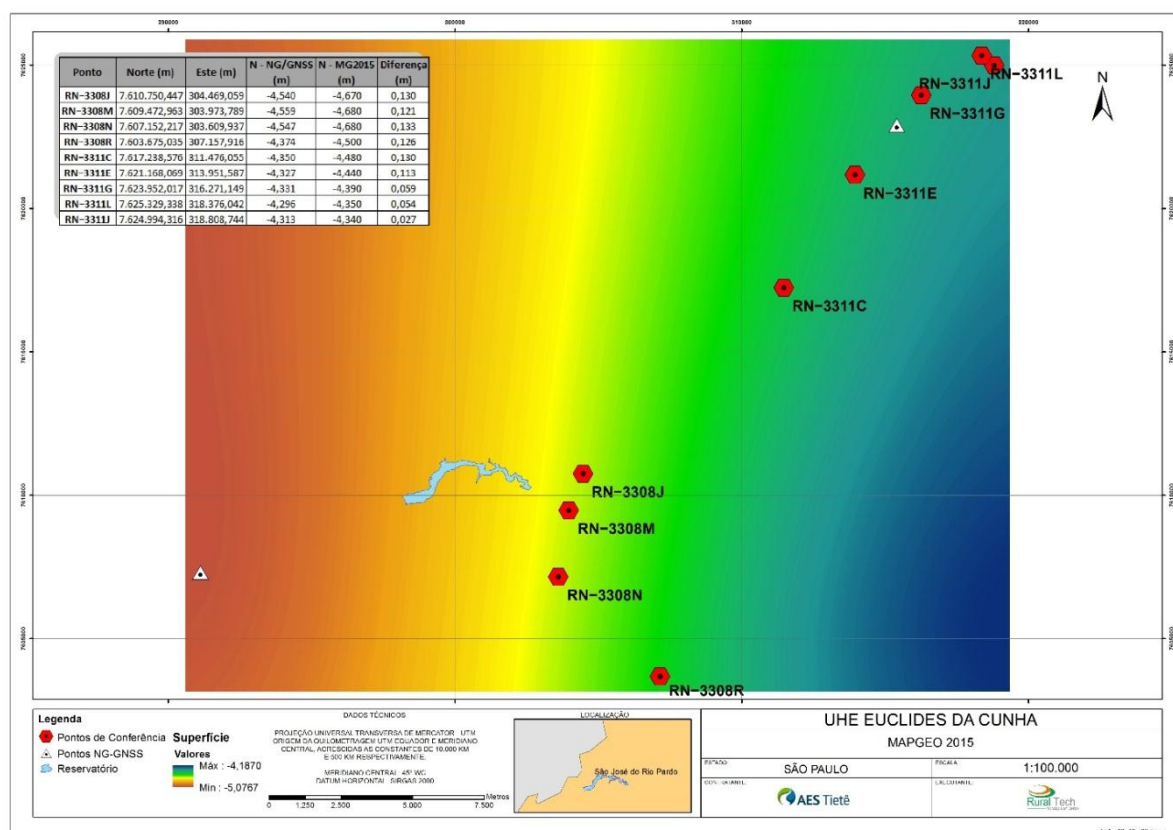 290000 300000 310000 320000
Ponto Norte (m) Este (m) N - NG/GNSS (m) N - MG2015 (m) Diferença (m)
RN-3308J 7.610.750,447 304.469,059 -4,540 -4,670 0,130
RN-3308M 7.609.472,963 303.973,789 -4,559 -4,680 0,121
RN-3308N 7.607.152,217 303.609,937 -4,547 -4,680 0,133
RN-3308R 7.603.675,035 307.157,916 -4,374 -4,500 0,126
RN-3311C 7.617.238,576 311.476,055 -4,350 -4,480 0,130
RN-3311E 7.621.168,069 313.951,587 -4,327 -4,440 0,113
RN-3311G 7.623.952,017 316.271,149 -4,331 -4,390 0,059
RN-3311L 7.625.329,338 318.376,042 -4,296 -4,350 0,054
RN-3311J 7.624.994,316 318.808,744 -4,313 -4,340 0,027
RN-3311L
RN-3311J
RN-3311G
N
RN-3311E
RN-3311C
RN-3308J
RN-3308M
RN-3308N
RN-3308R
Legenda
Pontos de Conferência
Pontos NG-GNSS
Reservatório
Superfície
Valores
Máx : -4,1870
Mín : -5,0767
DADOS TÉCNICOS
PROJEÇÃO UNIVERSAL TRANSVERSA DE MERCATOR UTM
ORIGEM DA QUILOMETRAGEM UTM EQUADOR E MERIDIANO
CENTRAL, ACRESCIDAS AS CONSTANTES DE 10.000 KM
E 500 KM RESPECTIVAMENTE.
MERIDIANO CENTRAL: 45° WG
DATUM HORIZONTAL: SIRGAS 2000
Metros
0 1.250 2.500 5.000 7.500
LOCALIZAÇÃO
São José do Rio Pardo
UHE EUCLIDES DA CUNHA
MAPGEO 2015
ESTADO:
SÃO PAULO
ESCALA:
1:100.000
CONTRATANTE:
AES Tietê
EXECUTANTE:
Rural Tech